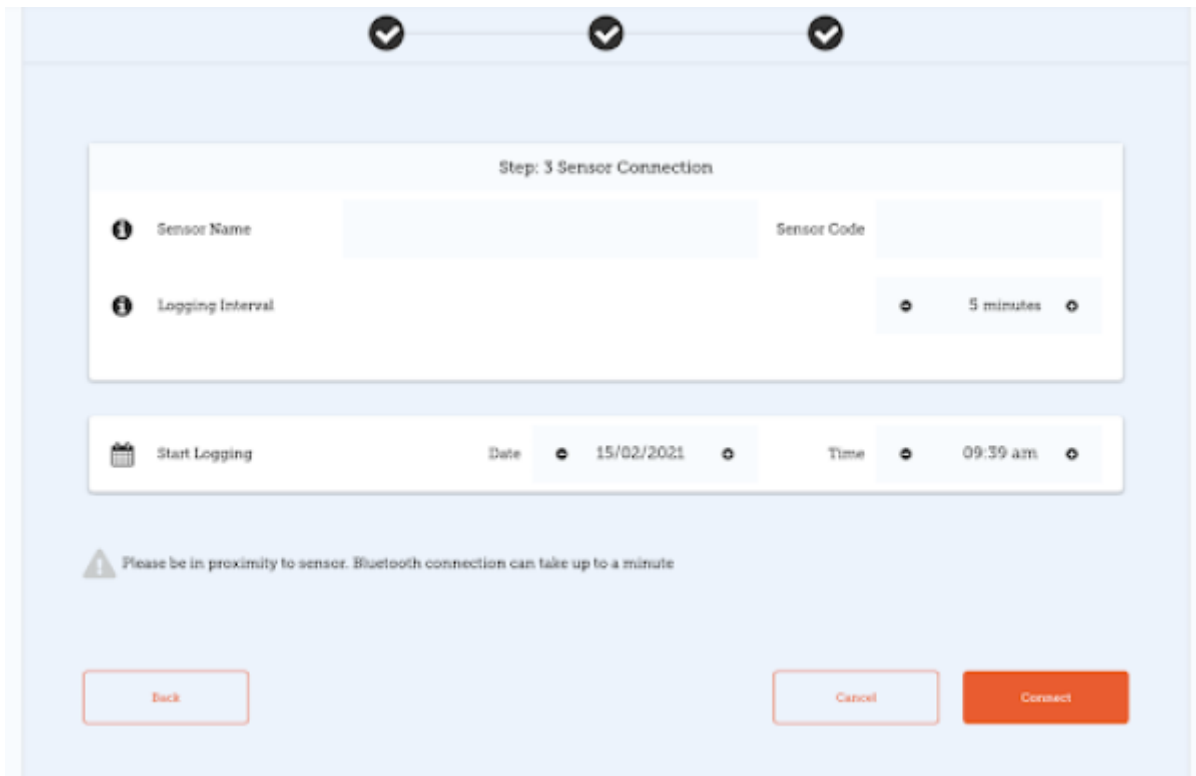 Step: 3 Sensor Connection
Sensor Name Sensor Code
Logging Interval 5 minutes
Start Logging Date 15/02/2021 Time 09:39 am
Please be in proximity to sensor. Bluetooth connection can take up to a minute
Back Cancel Connect